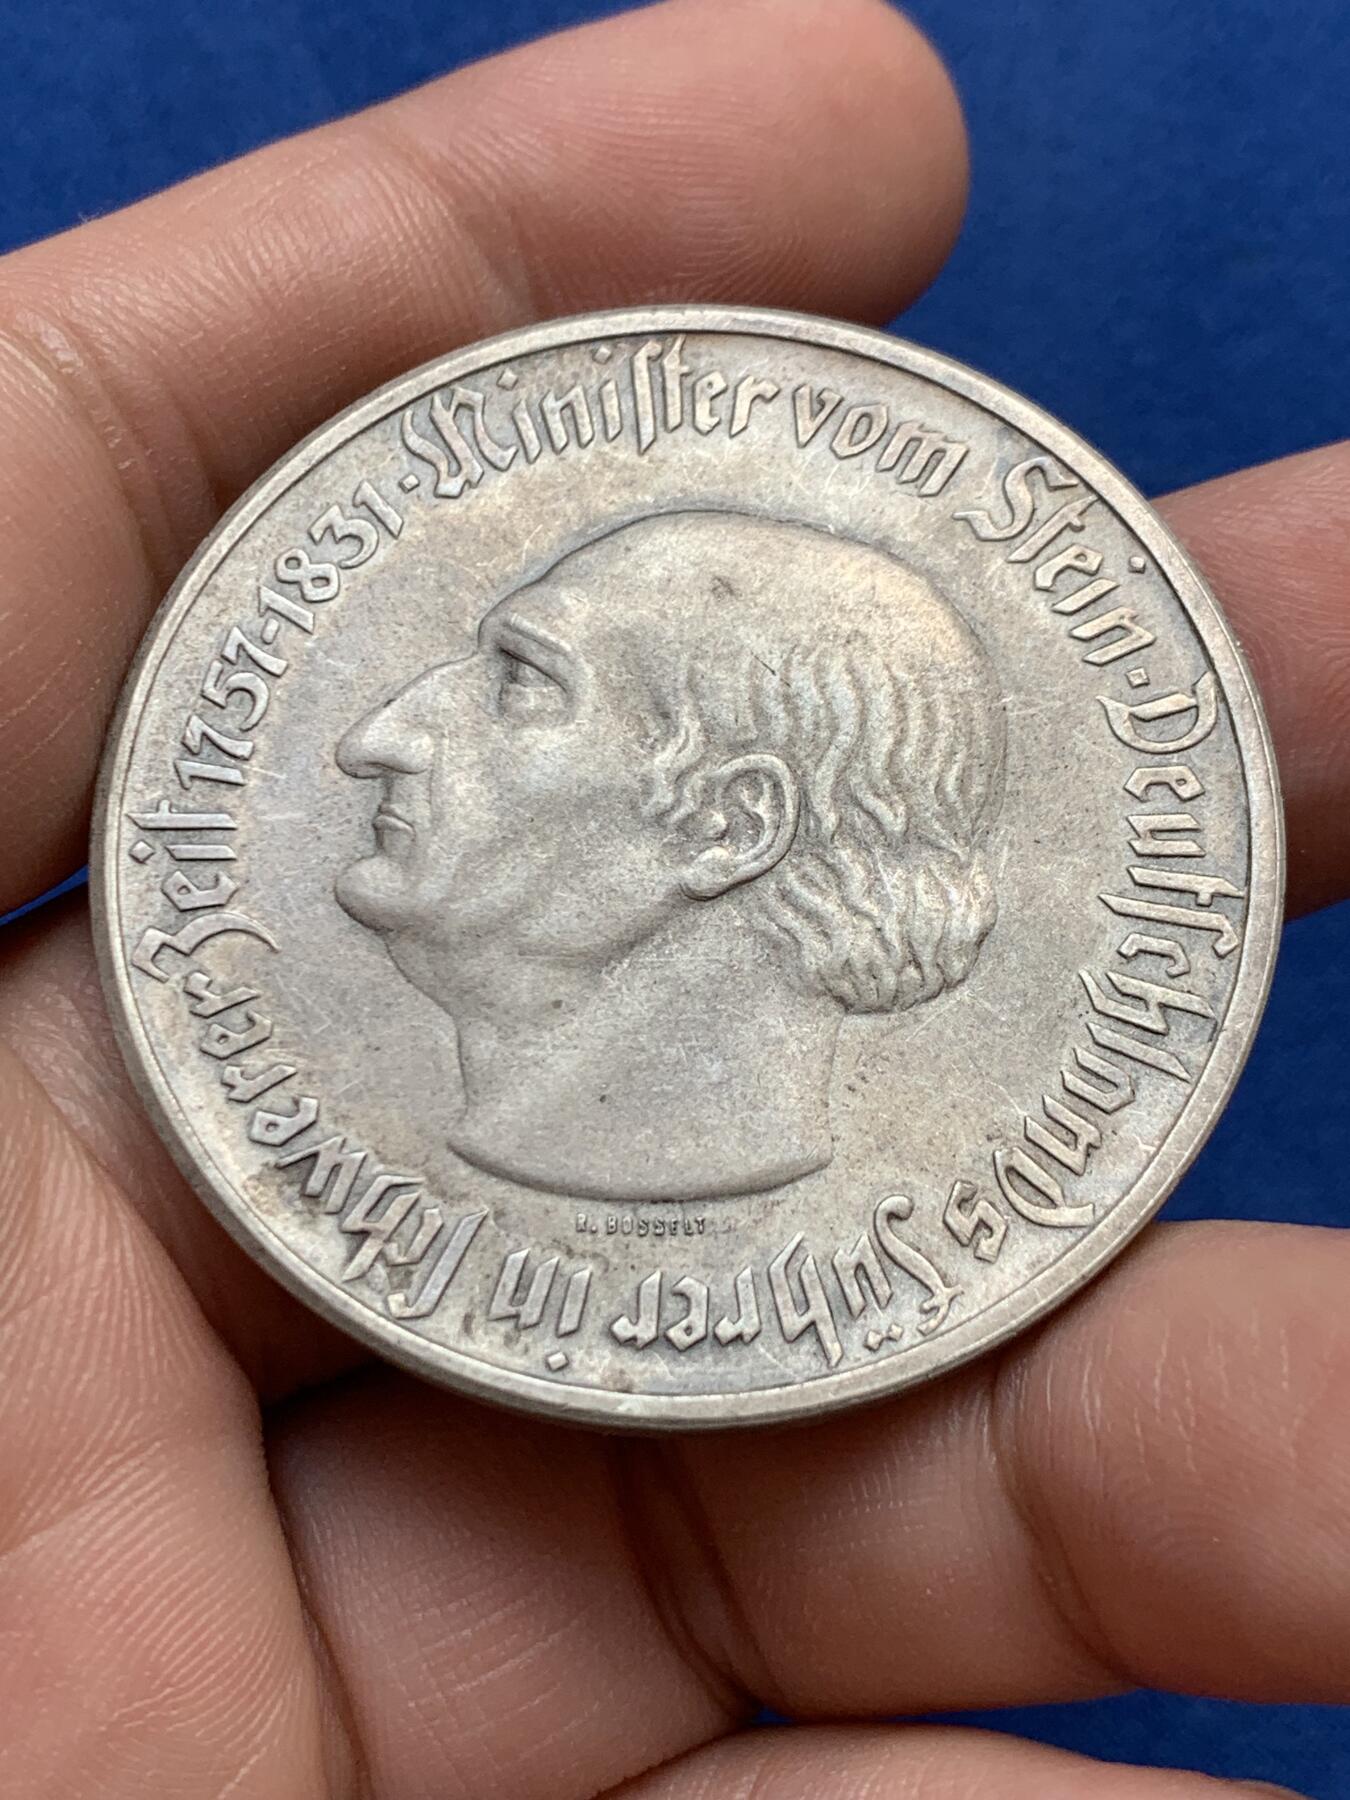 Minister vom Stein · Deutschlands Führer in schwerer Zeit 1757-1831 ·
R. BOSSELT